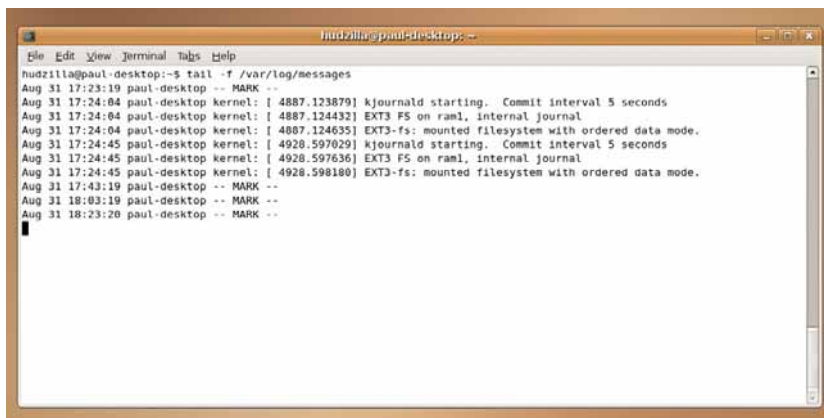 hudzilla@paul-desktop: ~
File Edit View Terminal Tabs Help
hudzilla@paul-desktop:~$ tail -f /var/log/messages
Aug 31 17:23:19 paul-desktop -- MARK --
Aug 31 17:24:04 paul-desktop kernel: [ 4887.123879] kjournald starting.  Commit interval 5 seconds
Aug 31 17:24:04 paul-desktop kernel: [ 4887.124432] EXT3 FS on ram1, internal journal
Aug 31 17:24:04 paul-desktop kernel: [ 4887.124635] EXT3-fs: mounted filesystem with ordered data mode.
Aug 31 17:24:45 paul-desktop kernel: [ 4928.597029] kjournald starting.  Commit interval 5 seconds
Aug 31 17:24:45 paul-desktop kernel: [ 4928.597636] EXT3 FS on ram1, internal journal
Aug 31 17:24:45 paul-desktop kernel: [ 4928.598180] EXT3-fs: mounted filesystem with ordered data mode.
Aug 31 17:43:19 paul-desktop -- MARK --
Aug 31 18:03:19 paul-desktop -- MARK --
Aug 31 18:23:20 paul-desktop -- MARK --